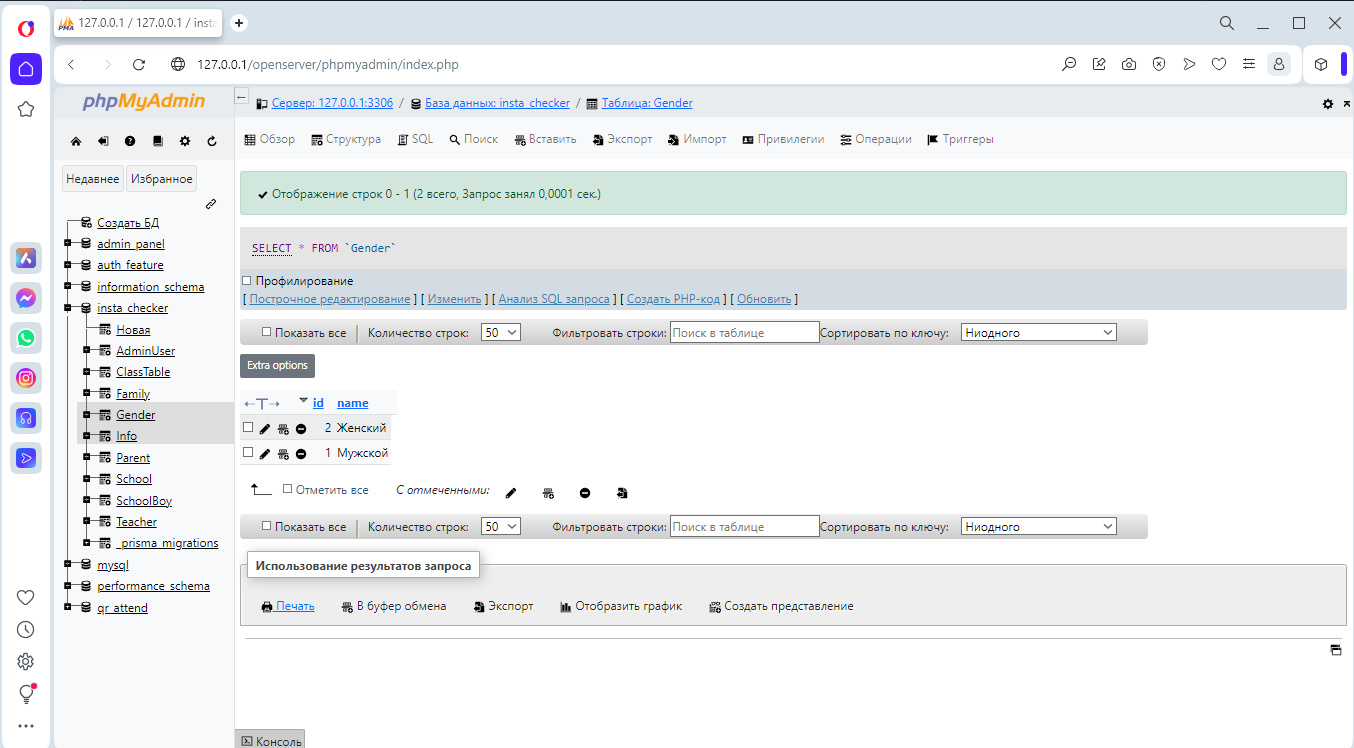 127.0.0.1 / 127.0.0.1 / insta
127.0.0.1/openserver/phpmyadmin/index.php
phpMyAdmin
Недавнее Избранное
Создать БД
admin_panel
auth_feature
information_schema
insta_checker
Новая
AdminUser
ClassTable
Family
Gender
Info
Parent
School
SchoolBoy
Teacher
_prisma_migrations
mysql
performance_schema
qr_attend
Сервер: 127.0.0.1:3306 / База данных: insta_checker / Таблица: Gender
Обзор Структура SQL Поиск Вставить Экспорт Импорт Привилегии Операции Триггеры
Отображение строк 0 - 1 (2 всего, Запрос занял 0,0001 сек.)
SELECT * FROM `Gender`
Профилирование
[ Построчное редактирование ] [ Изменить ] [ Анализ SQL запроса ] [ Создать PHP-код ] [ Обновить ]
Показать все Количество строк: 50 Фильтровать строки: Поиск в таблице Сортировать по ключу: Ниодного
Extra options
←T→ id name
2 Женский
1 Мужской
Отметить все С отмеченными:
Показать все Количество строк: 50 Фильтровать строки: Поиск в таблице Сортировать по ключу: Ниодного
Использование результатов запроса
Печать В буфер обмена Экспорт Отобразить график Создать представление
Консоль